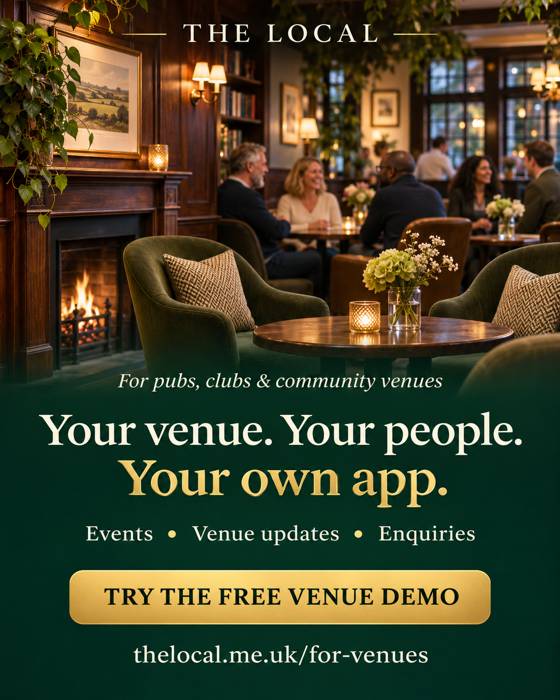 THE LOCAL
For pubs, clubs & community venues
Your venue. Your people.
Your own app.
Events • Venue updates • Enquiries
TRY THE FREE VENUE DEMO
thelocal.me.uk/for-venues